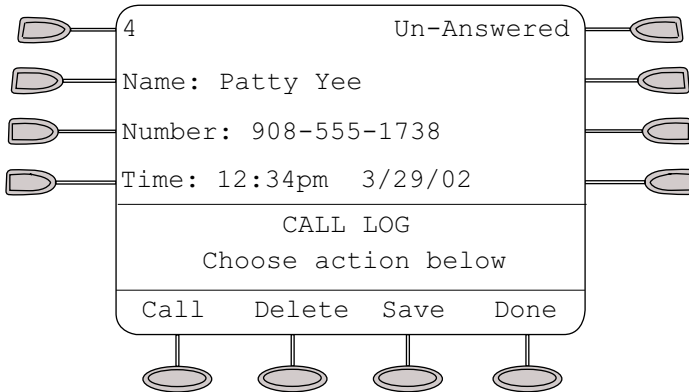 4 Un-Answered
Name: Patty Yee
Number: 908-555-1738
Time: 12:34pm 3/29/02
CALL LOG
Choose action below
Call Delete Save Done